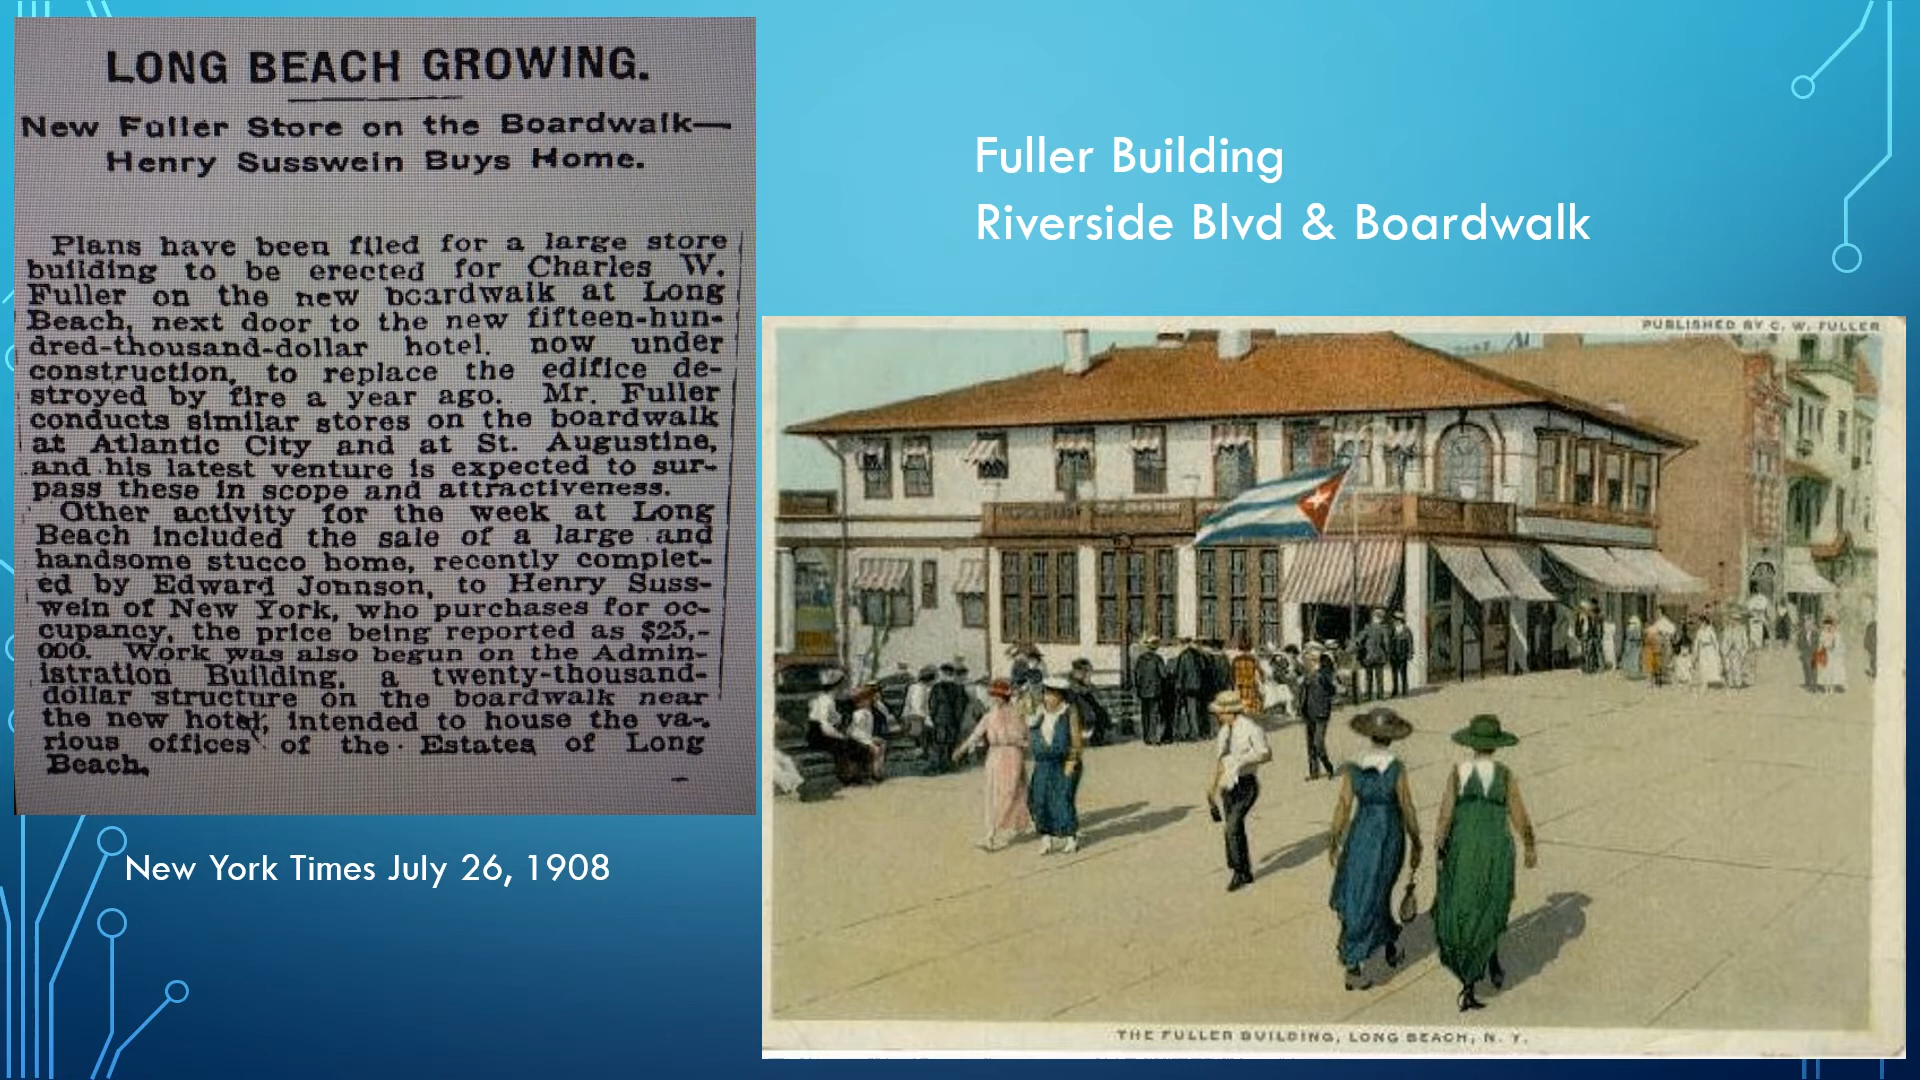 LONG BEACH GROWING.
New Fuller Store on the Boardwalk—
Henry Susswein Buys Home.
Plans have been filed for a large store
building to be erected for Charles W.
Fuller on the new boardwalk at Long
Beach, next door to the new fifteen-hun-
dred-thousand-dollar hotel, now under
construction, to replace the edifice de-
stroyed by fire a year ago. Mr. Fuller
conducts similar stores on the boardwalk
at Atlantic City and at St. Augustine,
and his latest venture is expected to sur-
pass these in scope and attractiveness.
Other activity for the week at Long
Beach included the sale of a large and
handsome stucco home, recently complet-
ed by Edward Johnson, to Henry Suss-
wein of New York, who purchases for oc-
cupancy, the price being reported as $25,-
000. Work was also begun on the Admin-
istration Building, a twenty-thousand-
dollar structure on the boardwalk near
the new hotel, intended to house the va-
rious offices of the Estates of Long
Beach.
New York Times July 26, 1908
Fuller Building
Riverside Blvd & Boardwalk
PUBLISHED BY C. W. FULLER
THE FULLER BUILDING, LONG BEACH, N. Y.